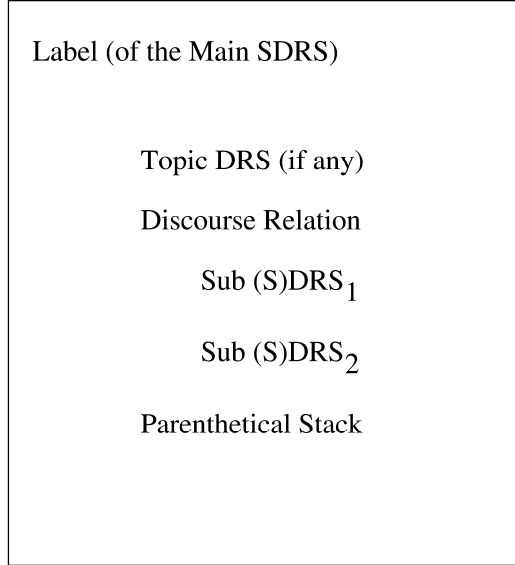 Label (of the Main SDRS)
Topic DRS (if any)
Discourse Relation
Sub (S)DRS1
Sub (S)DRS2
Parenthetical Stack